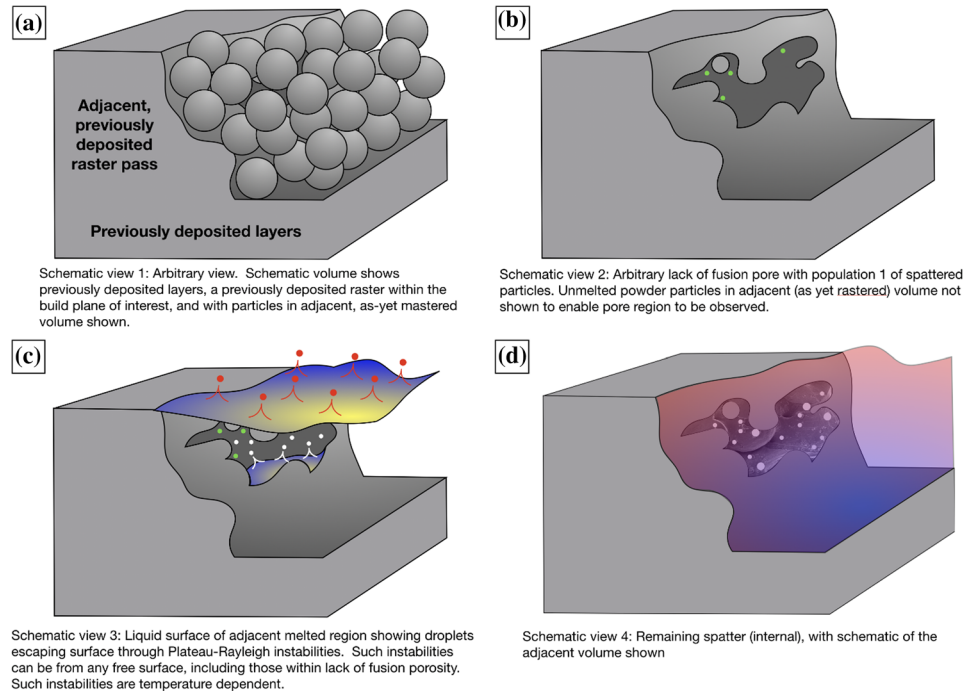 (a)
Adjacent,
previously
deposited
raster pass
Previously deposited layers
Schematic view 1: Arbitrary view. Schematic volume shows
previously deposited layers, a previously deposited raster within the
build plane of interest, and with particles in adjacent, as-yet mastered
volume shown.
(b)
Schematic view 2: Arbitrary lack of fusion pore with population 1 of spattered
particles. Unmelted powder particles in adjacent (as yet rastered) volume not
shown to enable pore region to be observed.
(c)
Schematic view 3: Liquid surface of adjacent melted region showing droplets
escaping surface through Plateau-Rayleigh instabilities. Such instabilities
can be from any free surface, including those within lack of fusion porosity.
Such instabilities are temperature dependent.
(d)
Schematic view 4: Remaining spatter (internal), with schematic of the
adjacent volume shown